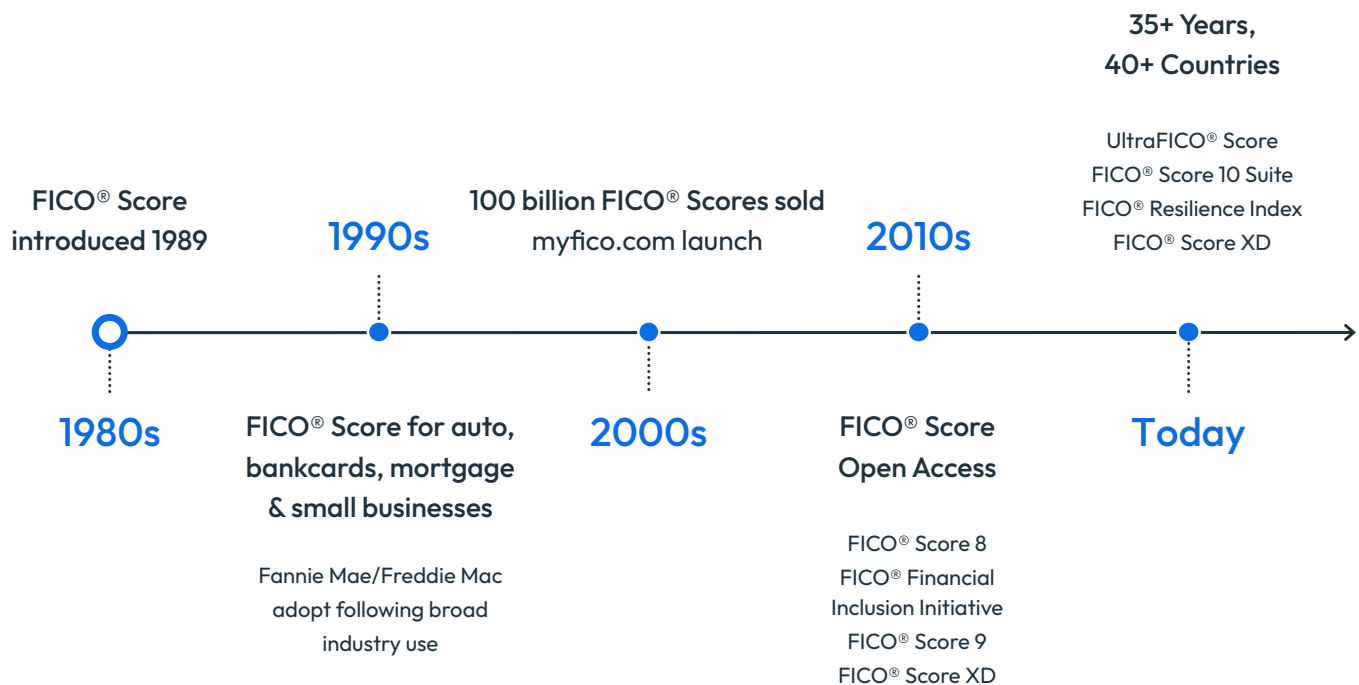 FICO® Score
introduced 1989
1980s
1990s
FICO® Score for auto,
bankcards, mortgage
& small businesses
Fannie Mae/Freddie Mac
adopt following broad
industry use
100 billion FICO® Scores sold
myfico.com launch
2000s
2010s
FICO® Score
Open Access
FICO® Score 8
FICO® Financial
Inclusion Initiative
FICO® Score 9
FICO® Score XD
35+ Years,
40+ Countries
UltraFICO® Score
FICO® Score 10 Suite
FICO® Resilience Index
FICO® Score XD
Today